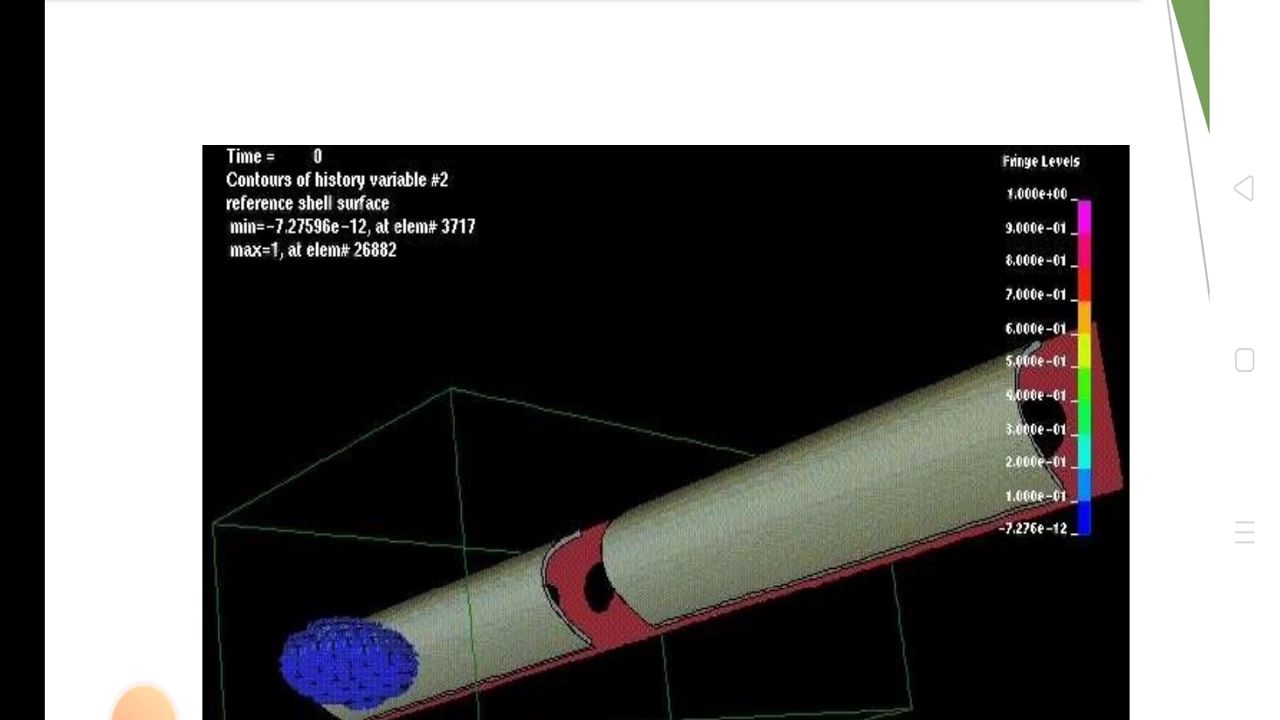 Time = 0
Contours of history variable #2
reference shell surface
min=-7.27596e-12, at elem# 3717
max=1, at elem# 26882
Fringe Levels
1.000e+00
9.000e-01
8.000e-01
7.000e-01
6.000e-01
5.000e-01
4.000e-01
3.000e-01
2.000e-01
1.000e-01
-7.276e-12